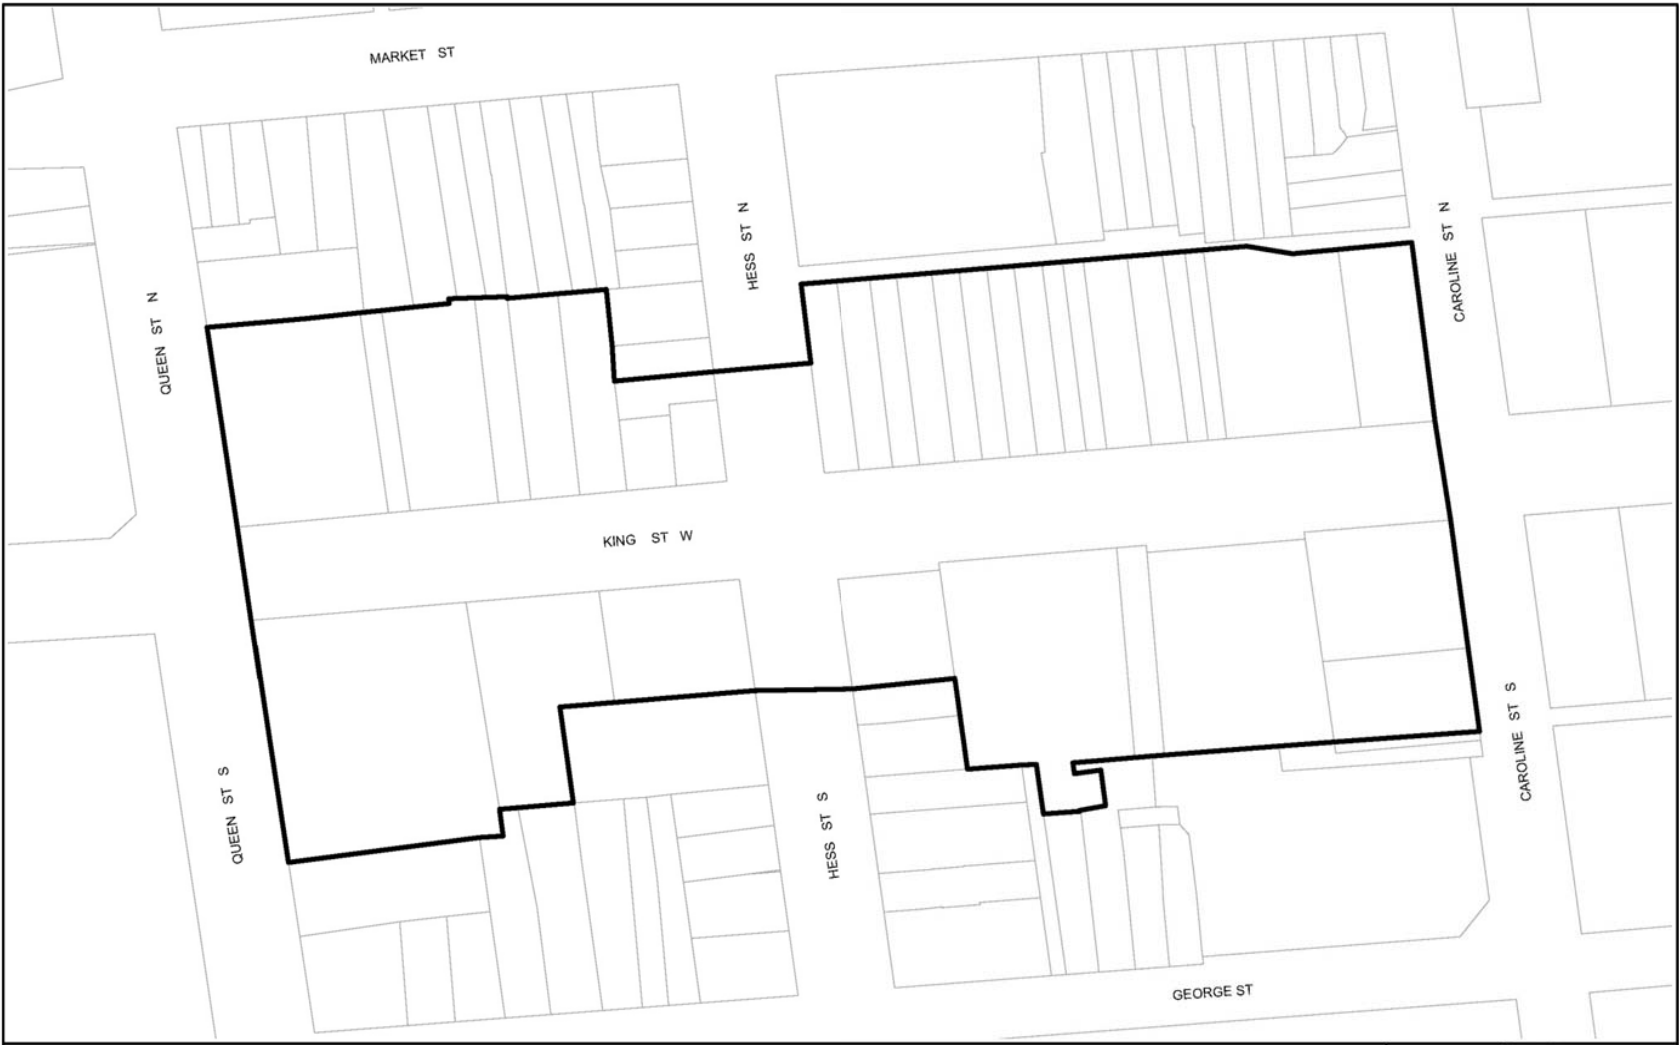 MARKET ST
HESS ST N
CAROLINE ST N
QUEEN ST N
KING ST W
CAROLINE ST S
QUEEN ST S
HESS ST S
GEORGE ST